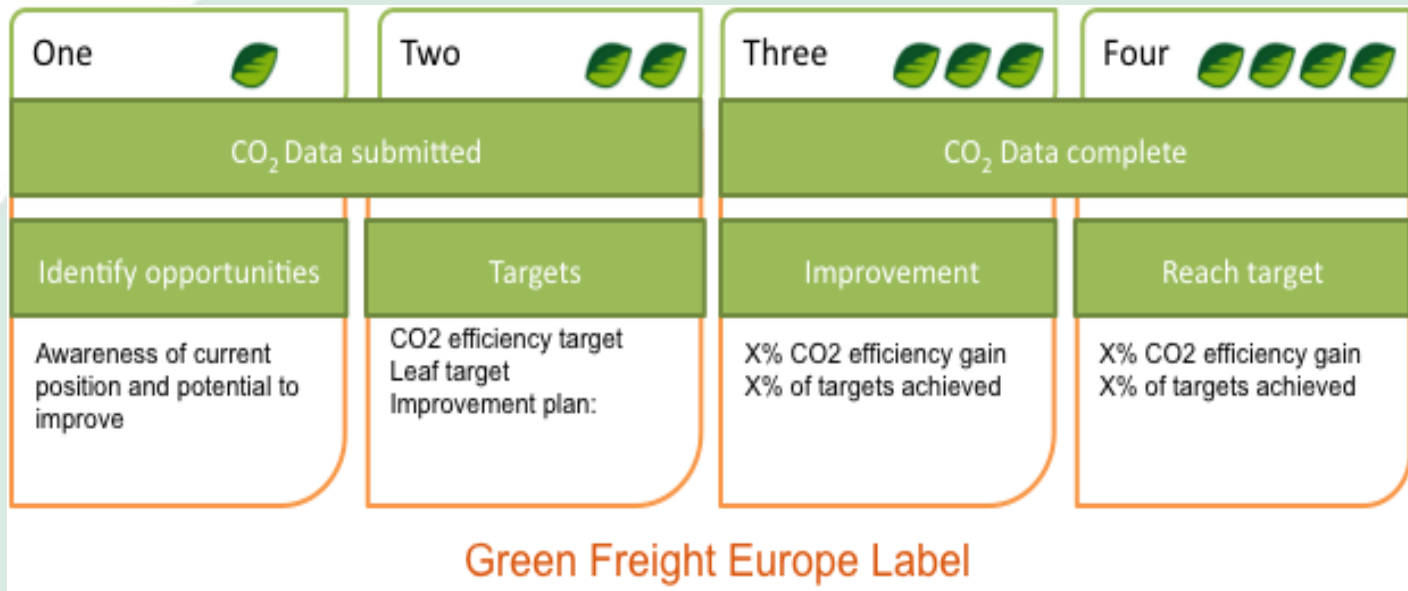 One
Two
Three
Four
CO₂ Data submitted
CO₂ Data complete
Identify opportunities
Targets
Improvement
Reach target
Awareness of current
position and potential to
improve
CO2 efficiency target
Leaf target
Improvement plan:
X% CO2 efficiency gain
X% of targets achieved
X% CO2 efficiency gain
X% of targets achieved
Green Freight Europe Label